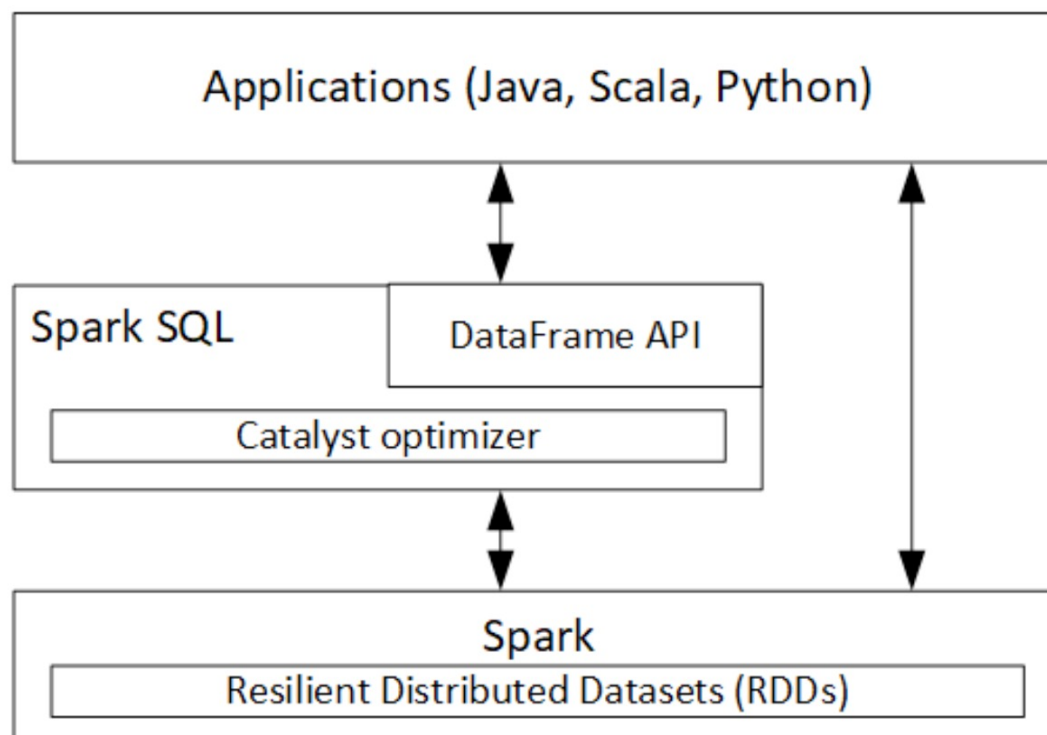 Applications (Java, Scala, Python)
Spark SQL
DataFrame API
Catalyst optimizer
Spark
Resilient Distributed Datasets (RDDs)